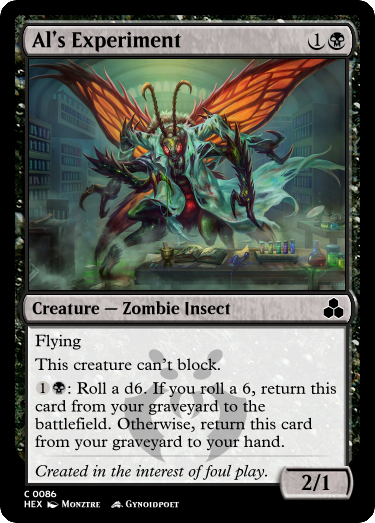 Al's Experiment 1
Creature — Zombie Insect
Flying
This creature can't block.
1 : Roll a d6. If you roll a 6, return this
card from your graveyard to the
battlefield. Otherwise, return this card
from your graveyard to your hand.
Created in the interest of foul play.
2/1
C 0086
HEX Monztre Gynoidpoet